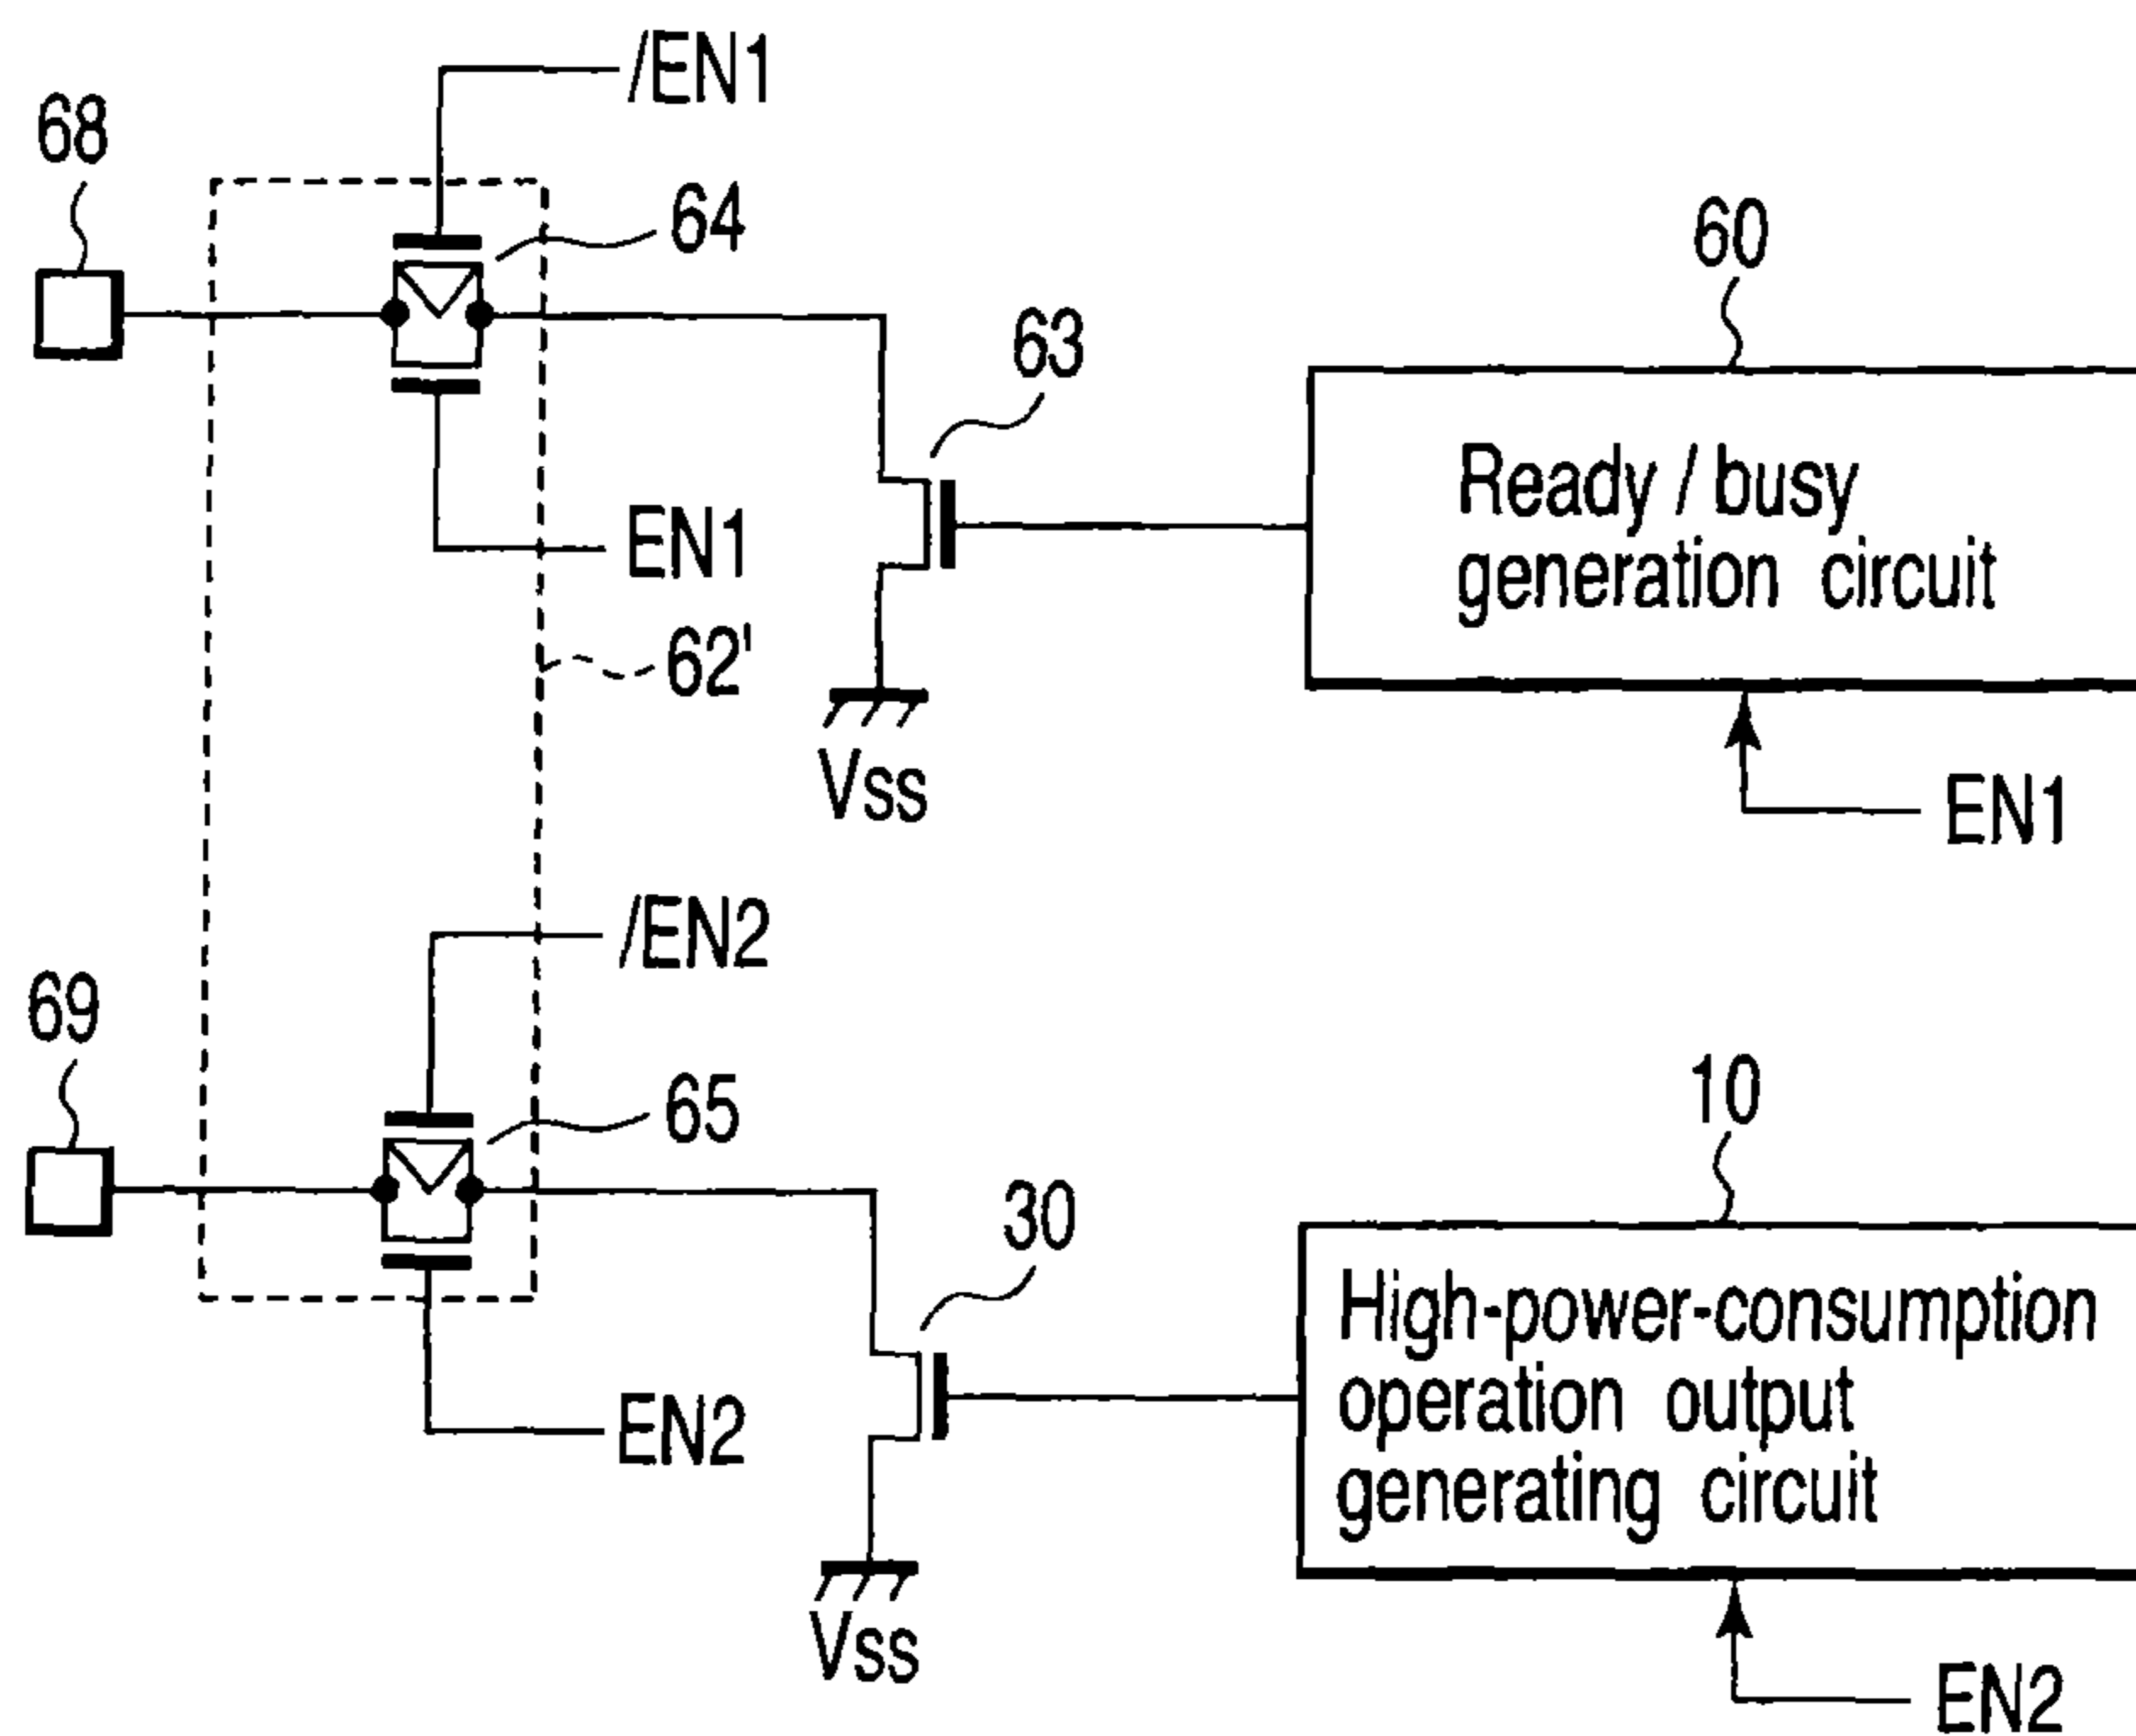 /EN1
68
64
60
63
Ready / busy
generation circuit
EN1
62'
Vss
EN1
/EN2
69
65
10
30
High-power-consumption
operation output
generating circuit
EN2
Vss
EN2